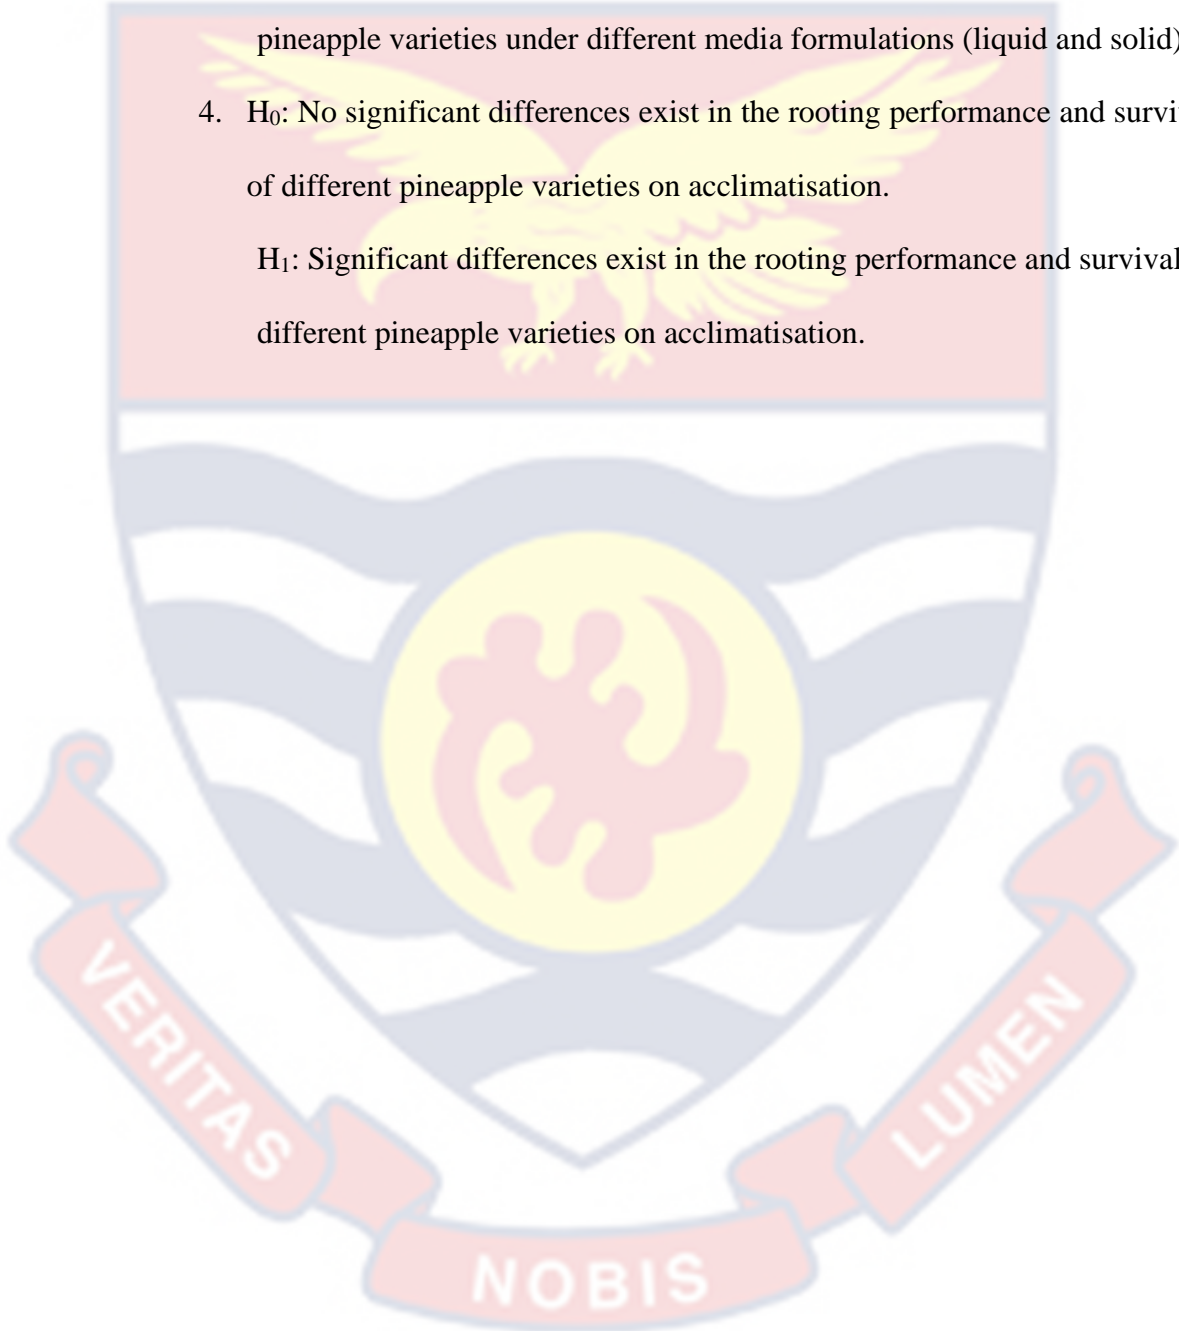 pineapple varieties under different media formulations (liquid and solid)
4. H₀: No significant differences exist in the rooting performance and
of different pineapple varieties on acclimatisation.
H₁: Significant differences exist in the rooting performance and survival
different pineapple varieties on acclimatisation.
VERITAS
NOBIS
LUMEN